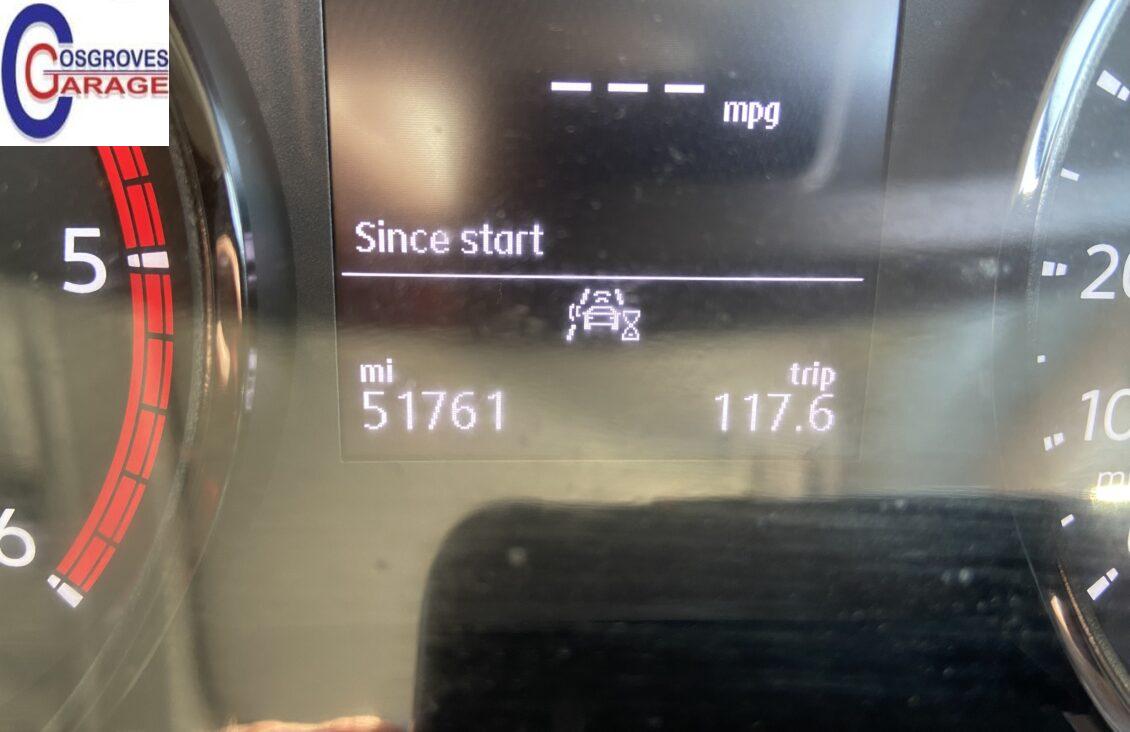 COSGROVES
GARAGE
--- mpg
Since start
mi
trip
51761
117.6
5
6
20
10